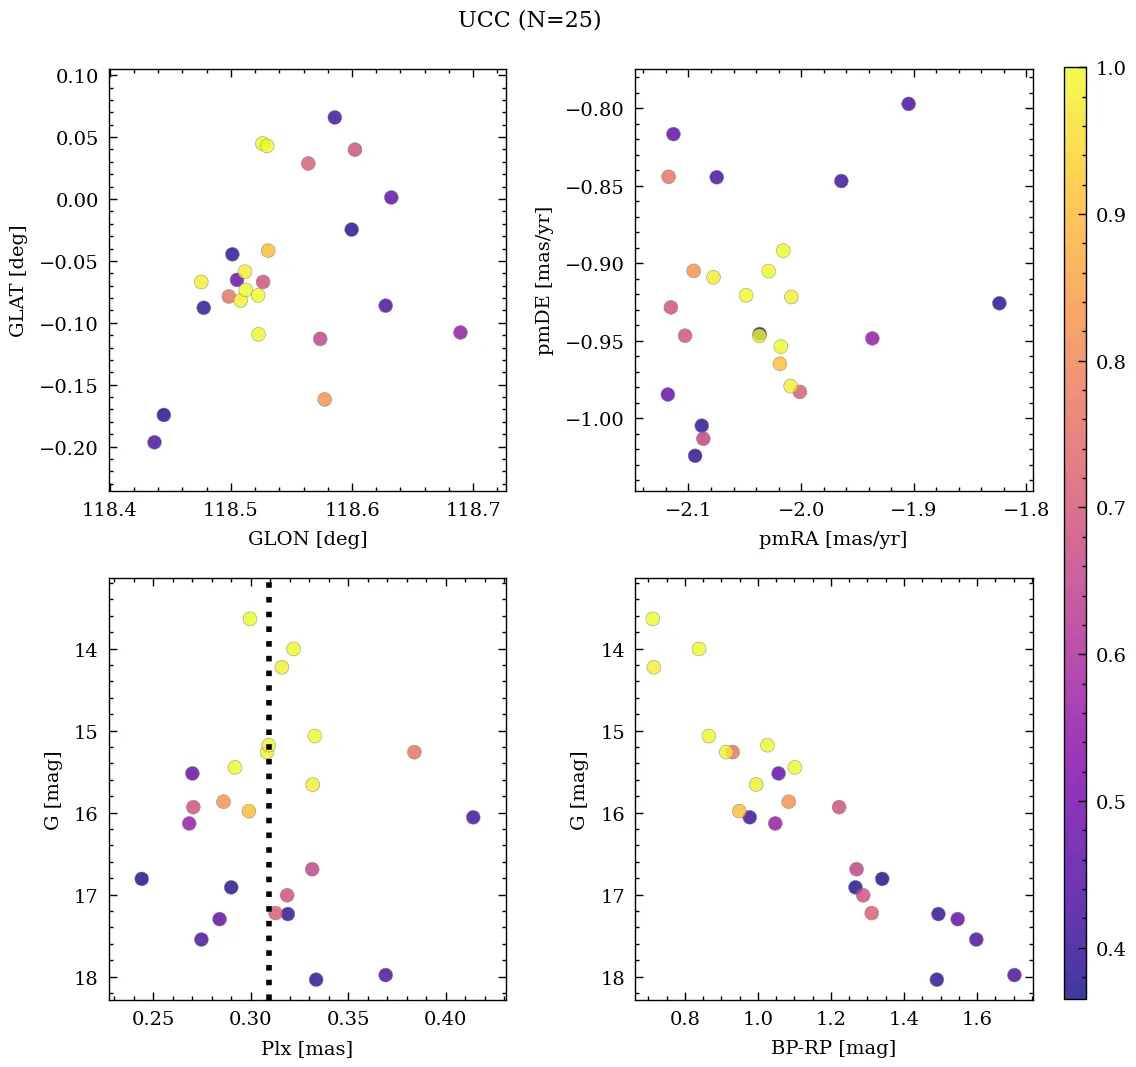 UCC (N=25)
0.10
0.05
0.00
−0.05
−0.10
−0.15
−0.20
GLAT [deg]
118.4 118.5 118.6 118.7
GLON [deg]
−0.80
−0.85
−0.90
−0.95
−1.00
pmDE [mas/yr]
−2.1 −2.0 −1.9 −1.8
pmRA [mas/yr]
14
15
16
17
18
G [mag]
0.25 0.30 0.35 0.40
Plx [mas]
14
15
16
17
18
G [mag]
0.8 1.0 1.2 1.4 1.6
BP-RP [mag]
1.0
0.9
0.8
0.7
0.6
0.5
0.4